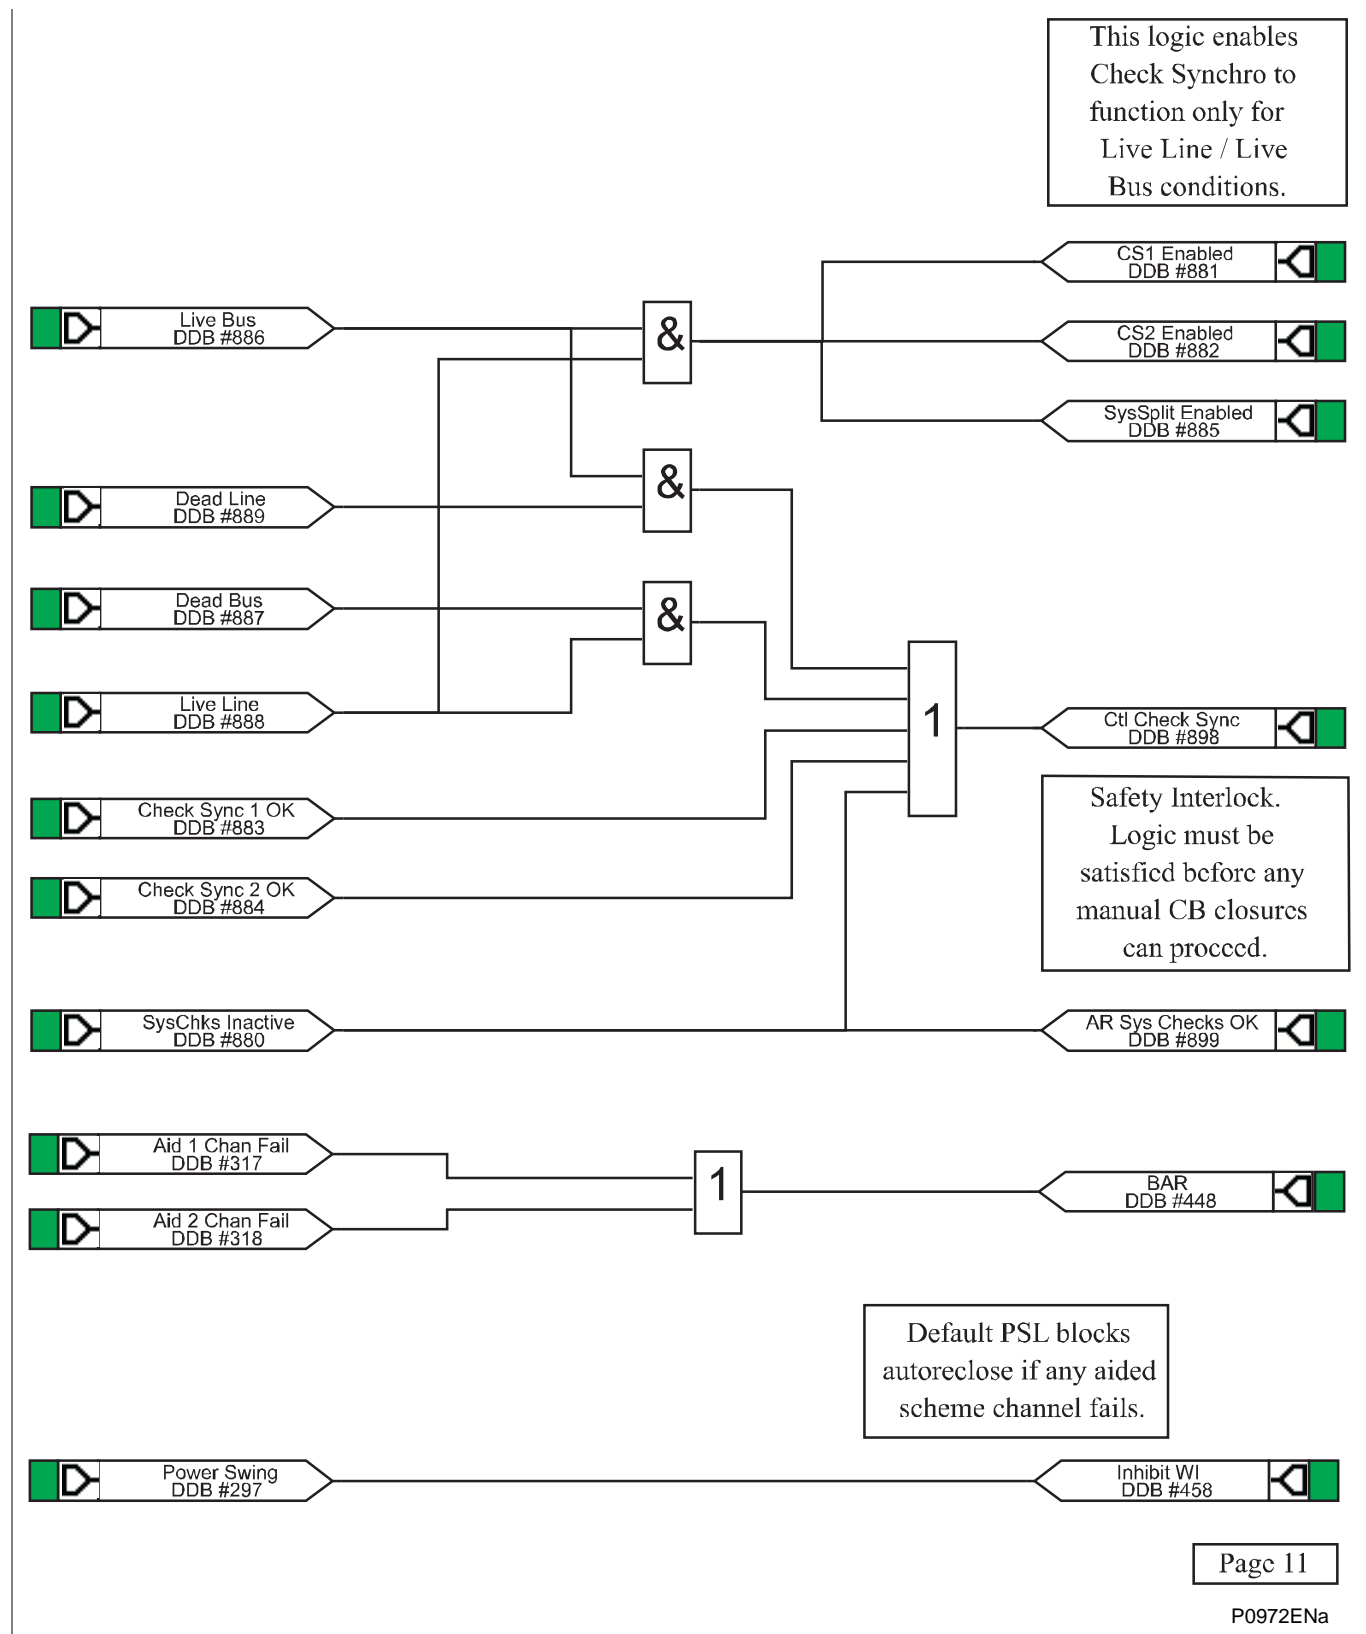 This logic enables
Check Synchro to
function only for
Live Line / Live
Bus conditions.
CS1 Enabled
DDB #881
Live Bus
DDB #886
&
CS2 Enabled
DDB #882
SysSplit Enabled
DDB #885
&
Dead Line
DDB #889
Dead Bus
DDB #887
&
Live Line
DDB #888
1
Ctl Check Sync
DDB #898
Check Sync 1 OK
DDB #883
Safety Interlock.
Logic must be
satisfied before any
manual CB closures
can proceed.
Check Sync 2 OK
DDB #884
SysChks Inactive
DDB #880
AR Sys Checks OK
DDB #899
Aid 1 Chan Fail
DDB #317
1
BAR
DDB #448
Aid 2 Chan Fail
DDB #318
Default PSL blocks
autoreclose if any aided
scheme channel fails.
Power Swing
DDB #297
Inhibit WI
DDB #458
Page 11
P0972ENa